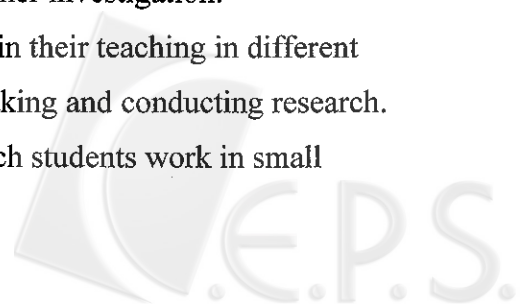 her investigation.
in their teaching in different
king and conducting research.
ch students work in small
C.E.P.S.